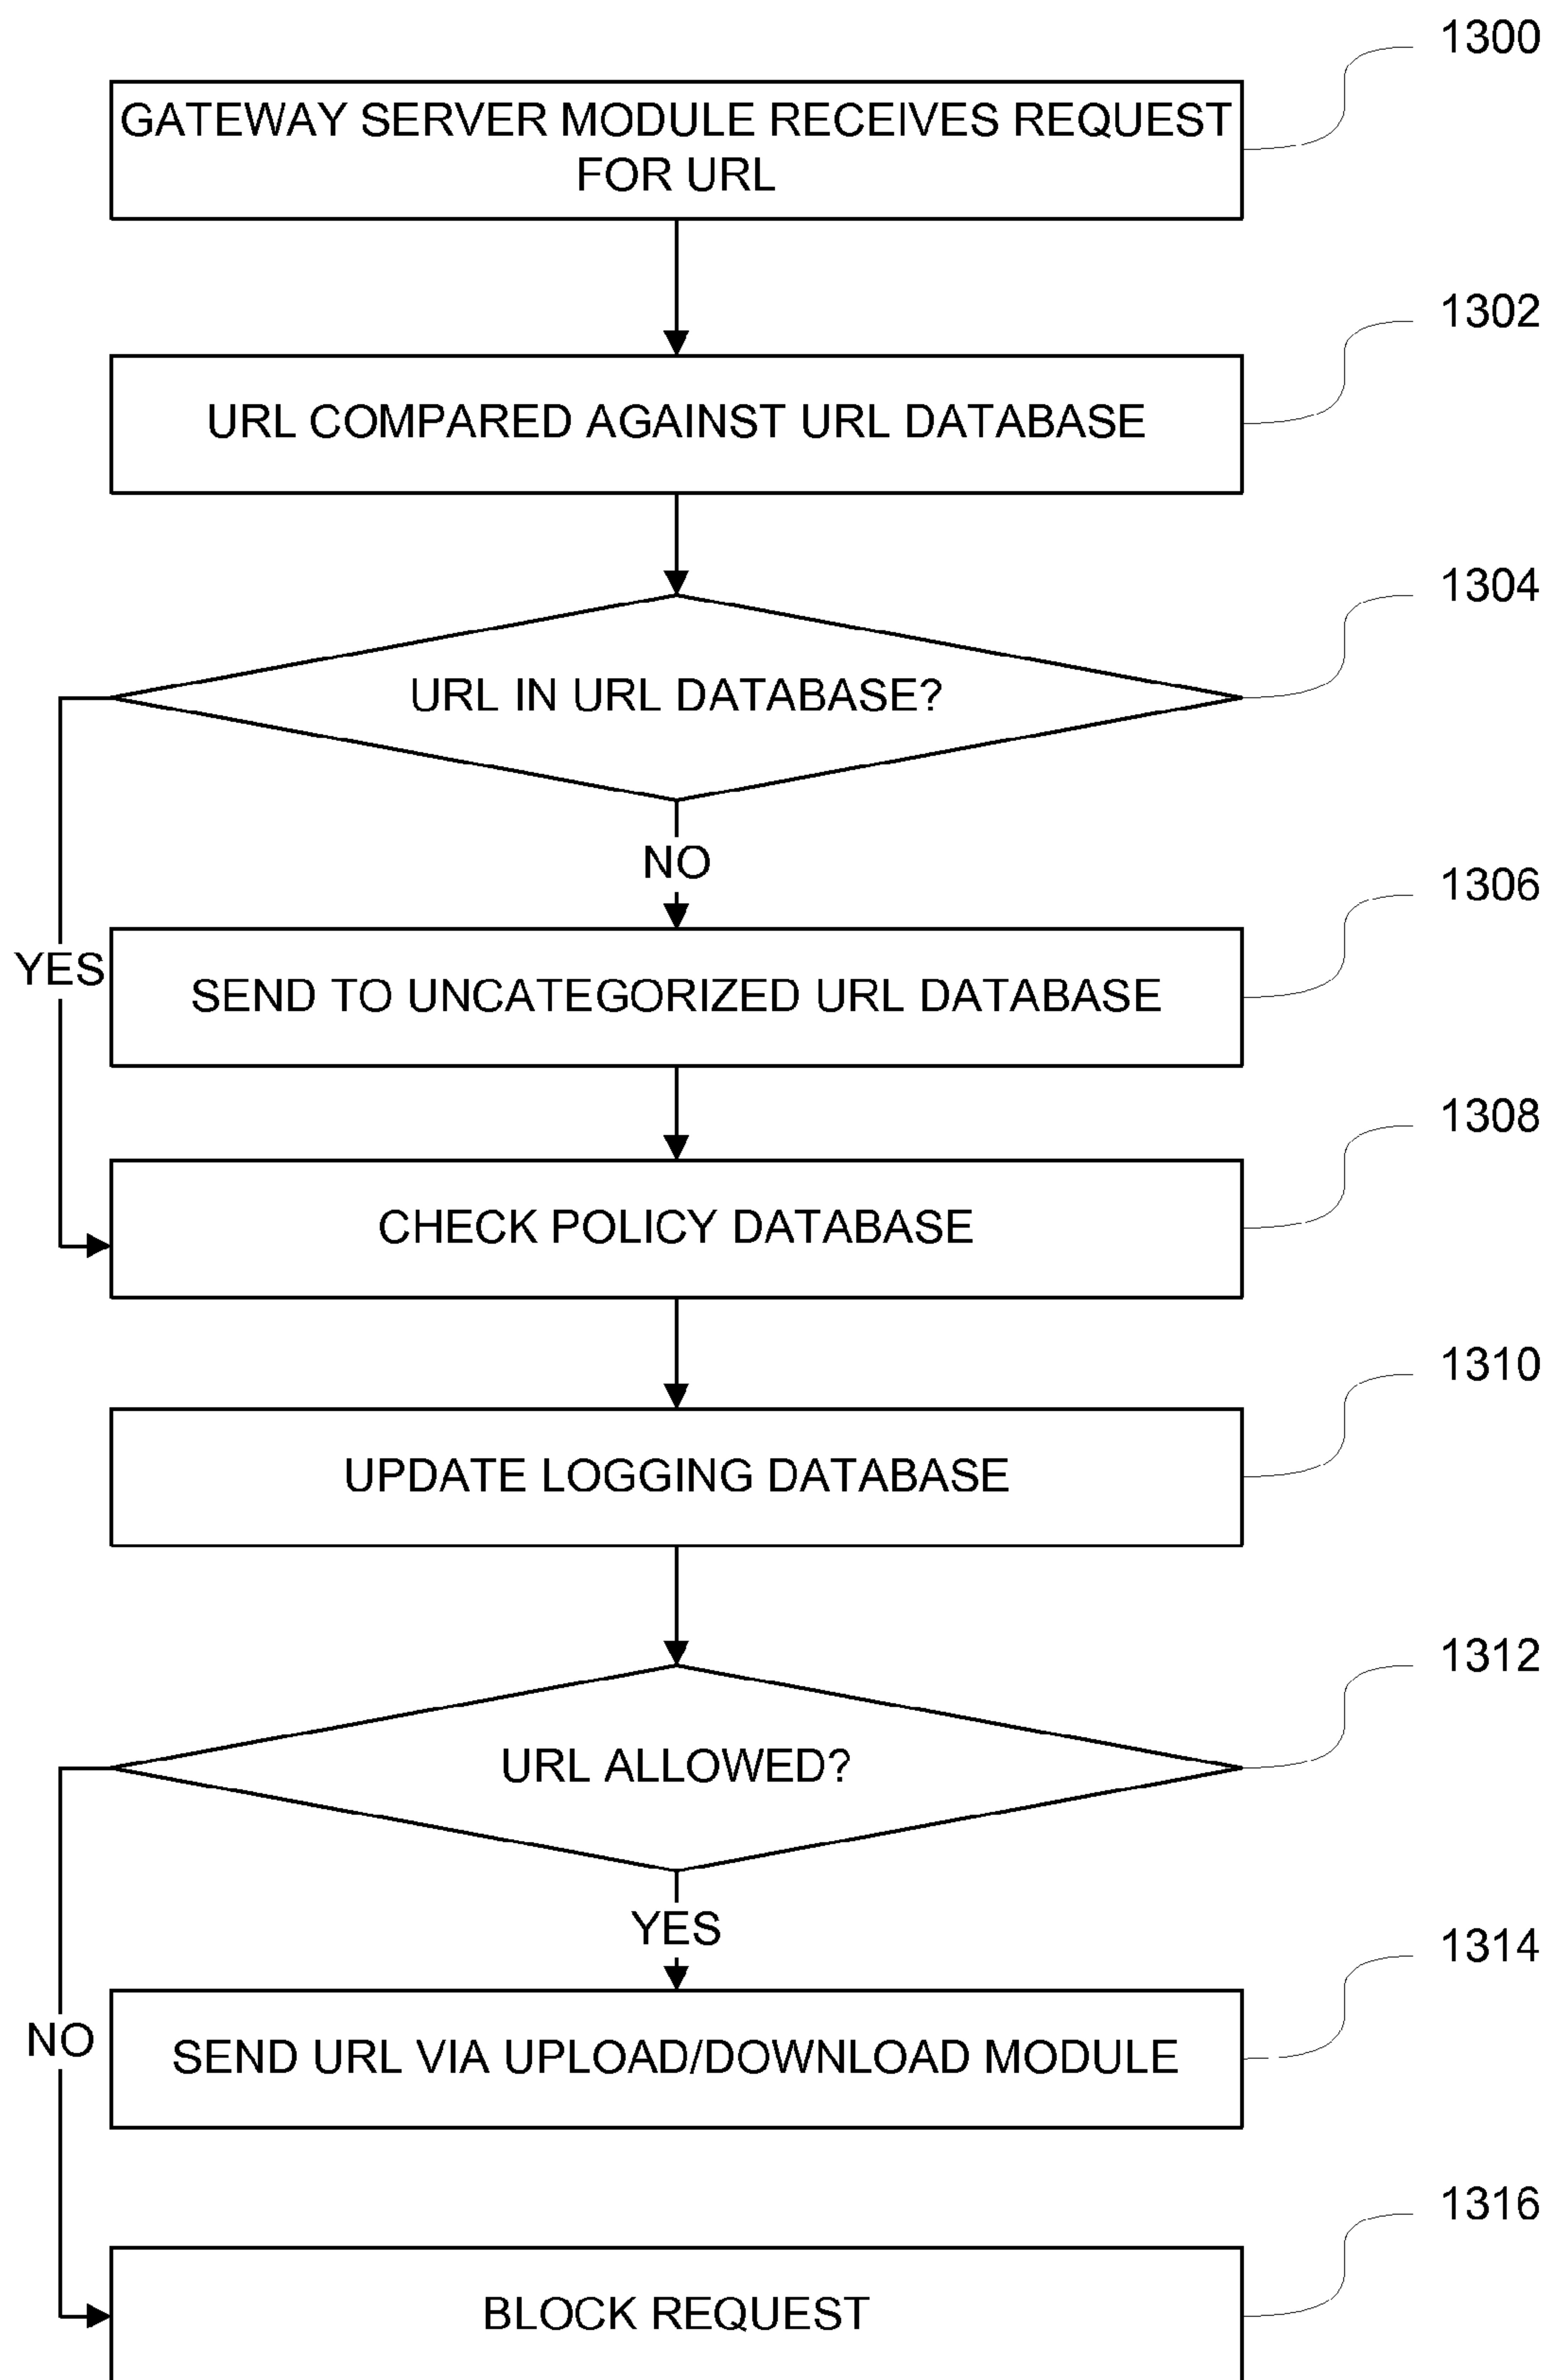 1300
GATEWAY SERVER MODULE RECEIVES REQUEST
FOR URL
1302
URL COMPARED AGAINST URL DATABASE
1304
URL IN URL DATABASE?
NO
YES
1306
SEND TO UNCATEGORIZED URL DATABASE
1308
CHECK POLICY DATABASE
1310
UPDATE LOGGING DATABASE
1312
URL ALLOWED?
YES
NO
1314
SEND URL VIA UPLOAD/DOWNLOAD MODULE
1316
BLOCK REQUEST